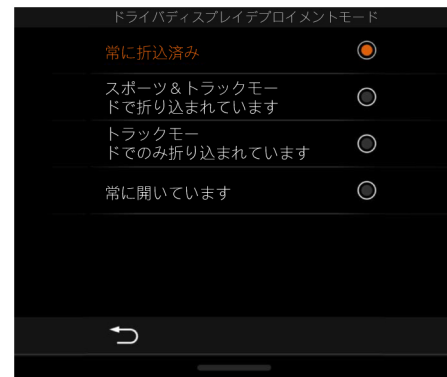 ドライバディスプレイデプロイメントモード
常に折込済み
スポーツ＆トラックモー
ドで折り込まれています
トラックモー
ドでのみ折り込まれています
常に開いています